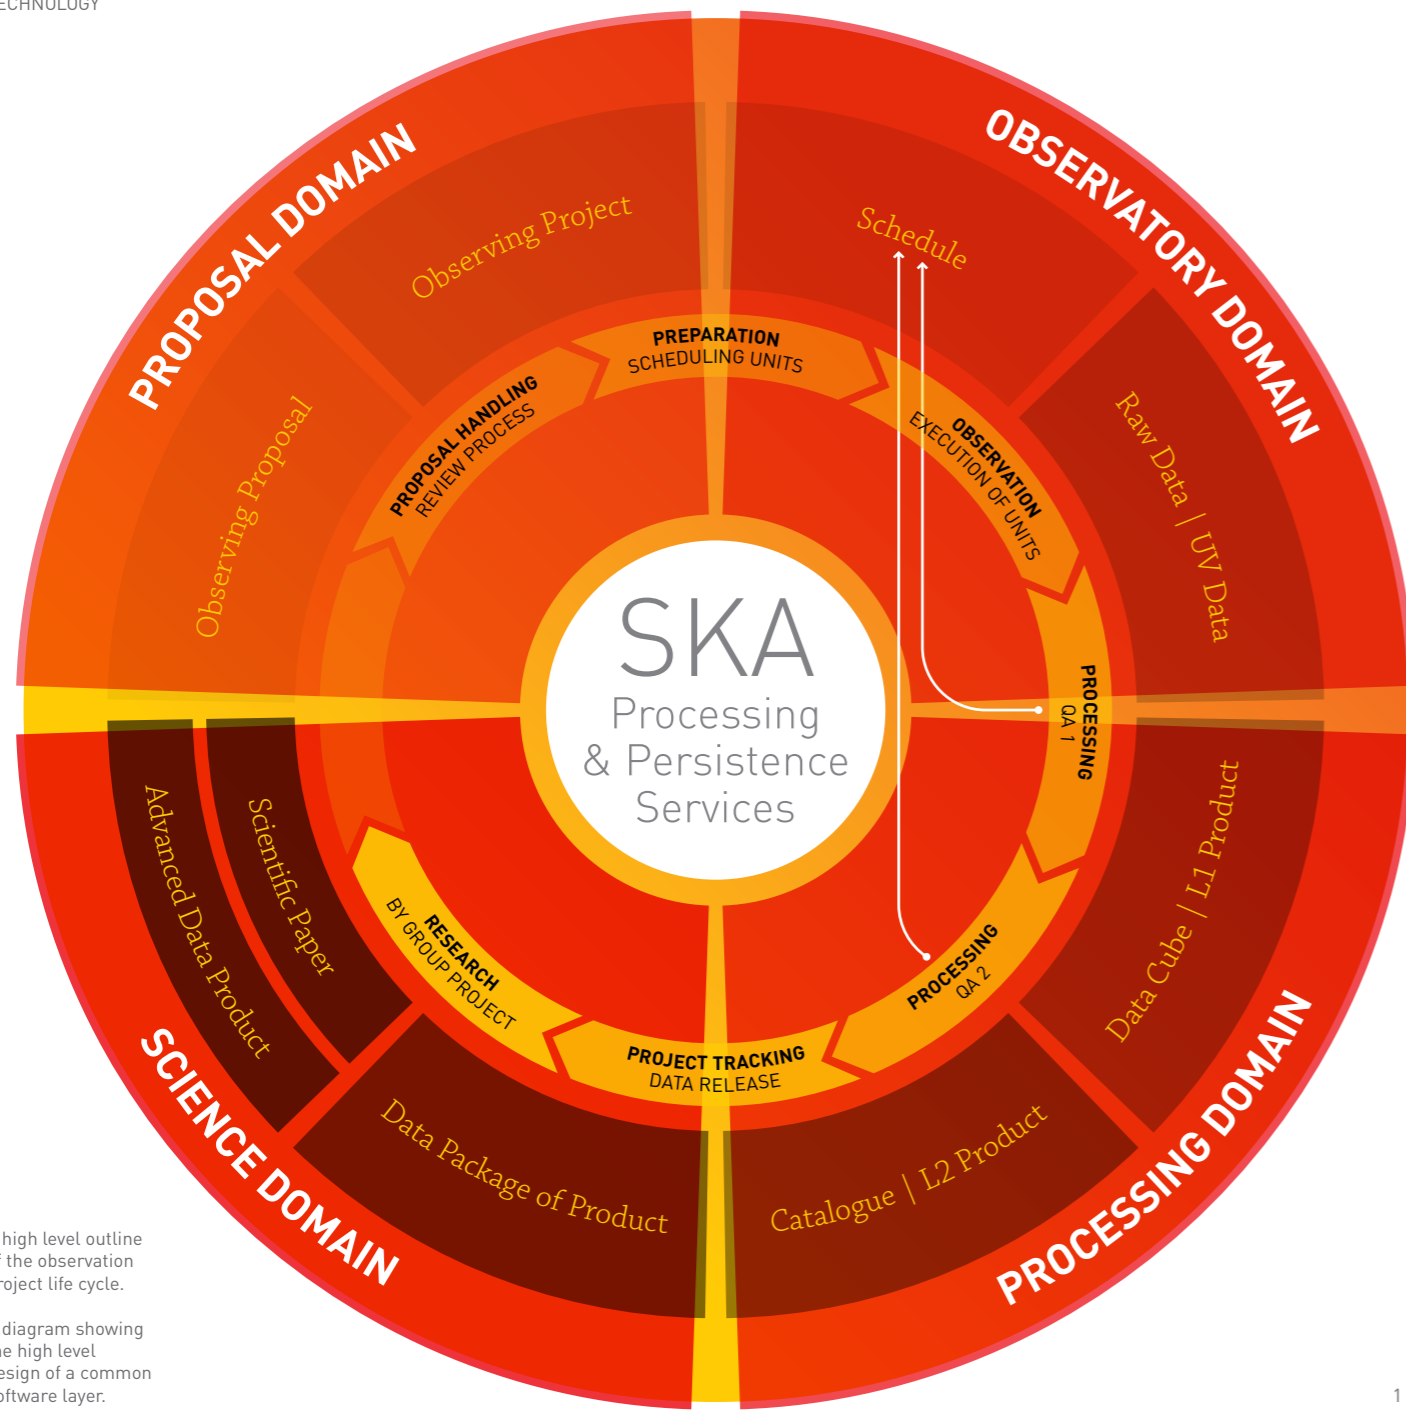 ECHNOLOGY
PROPOSAL DOMAIN
OBSERVATORY DOMAIN
Observing Proposal
Observing Project
Schedule
Raw Data | UV Data
PROPOSAL HANDLING
REVIEW PROCESS
PREPARATION
SCHEDULING UNITS
OBSERVATION
EXECUTION OF UNITS
PROCESSING
QA 1
SKA
Processing
& Persistence
Services
PROCESSING
QA 2
PROJECT TRACKING
DATA RELEASE
RESEARCH
BY GROUP PROJECT
Data Cube | L1 Product
Catalogue | L2 Product
Data Package of Product
Scientific Paper
Advanced Data Product
SCIENCE DOMAIN
PROCESSING DOMAIN
high level outline
f the observation
roject life cycle.
diagram showing
he high level
esign of a common
oftware layer.
1